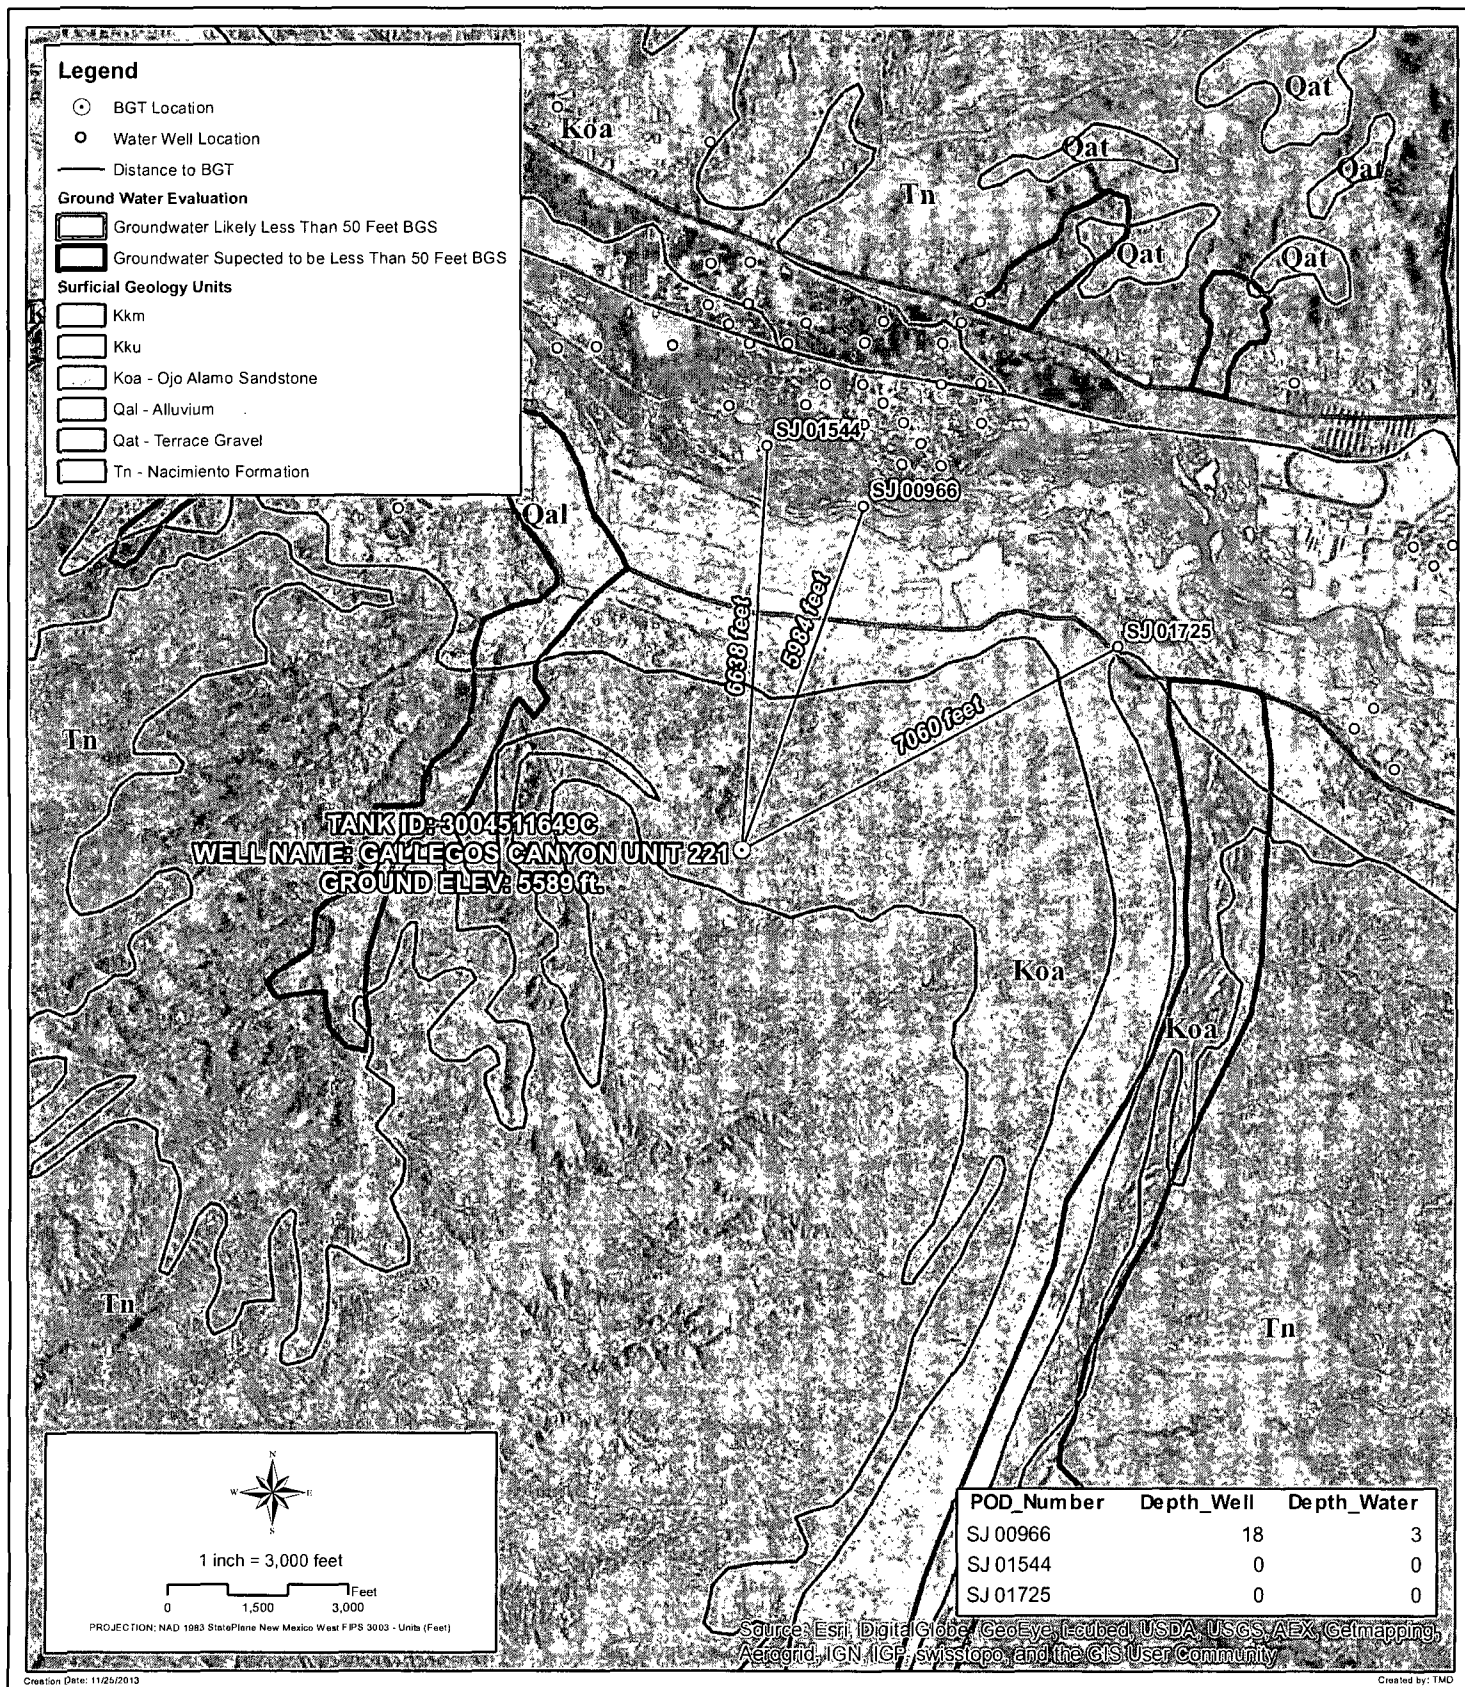 Legend
BGT Location
Water Well Location
Distance to BGT
Ground Water Evaluation
Groundwater Likely Less Than 50 Feet BGS
Groundwater Supected to be Less Than 50 Feet BGS
Surficial Geology Units
Kkm
Kku
Koa - Ojo Alamo Sandstone
Qal - Alluvium
Qat - Terrace Gravel
Tn - Nacimiento Formation
Koa
Qat
Qat
Qat
Tn
Qat
Qat
SJ 01544
SJ 00966
Qal
6638 feet
5984 feet
SJ 01725
7060 feet
Tn
TANK ID: 3004511649C
WELL NAME: GALLEGOS CANYON UNIT 221
GROUND ELEV: 5589 ft.
Koa
Koa
Tn
Tn
N
W
E
S
1 inch = 3,000 feet
Feet
0 1,500 3,000
PROJECTION: NAD 1983 StatePlane New Mexico West FIPS 3003 - Units (Feet)
POD_Number Depth_Well Depth_Water
SJ 00966 18 3
SJ 01544 0 0
SJ 01725 0 0
Source: Esri, DigitalGlobe, GeoEye, i-cubed, USDA, USGS, AEX, Getmapping,
Aerogrid, IGN, IGP, swisstopo, and the GIS User Community
Creation Date: 11/25/2013
Created by: TMD